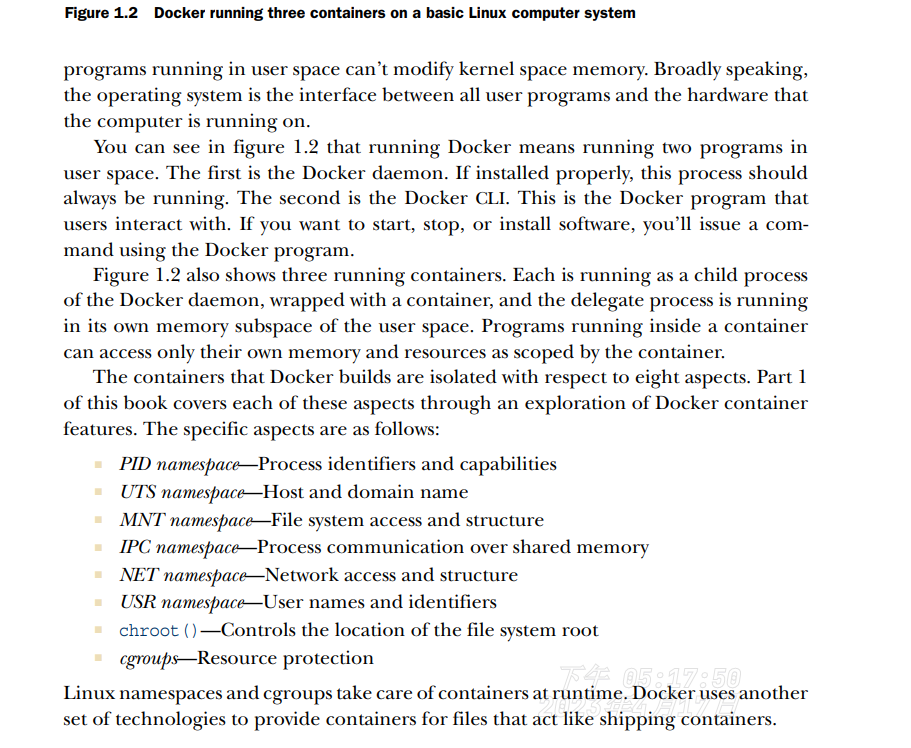 Figure 1.2 Docker running three containers on a basic Linux computer system
programs running in user space can't modify kernel space memory. Broadly speaking,
the operating system is the interface between all user programs and the hardware that
the computer is running on.
You can see in figure 1.2 that running Docker means running two programs in
user space. The first is the Docker daemon. If installed properly, this process should
always be running. The second is the Docker CLI. This is the Docker program that
users interact with. If you want to start, stop, or install software, you'll issue a com-
mand using the Docker program.
Figure 1.2 also shows three running containers. Each is running as a child process
of the Docker daemon, wrapped with a container, and the delegate process is running
in its own memory subspace of the user space. Programs running inside a container
can access only their own memory and resources as scoped by the container.
The containers that Docker builds are isolated with respect to eight aspects. Part 1
of this book covers each of these aspects through an exploration of Docker container
features. The specific aspects are as follows:
■ PID namespace—Process identifiers and capabilities
■ UTS namespace—Host and domain name
■ MNT namespace—File system access and structure
■ IPC namespace—Process communication over shared memory
■ NET namespace—Network access and structure
■ USR namespace—User names and identifiers
■ chroot()—Controls the location of the file system root
■ cgroups—Resource protection
下午 05:17:50
Linux namespaces and cgroups take care of containers at runtime. Docker uses another
2023年4月17日
set of technologies to provide containers for files that act like shipping containers.